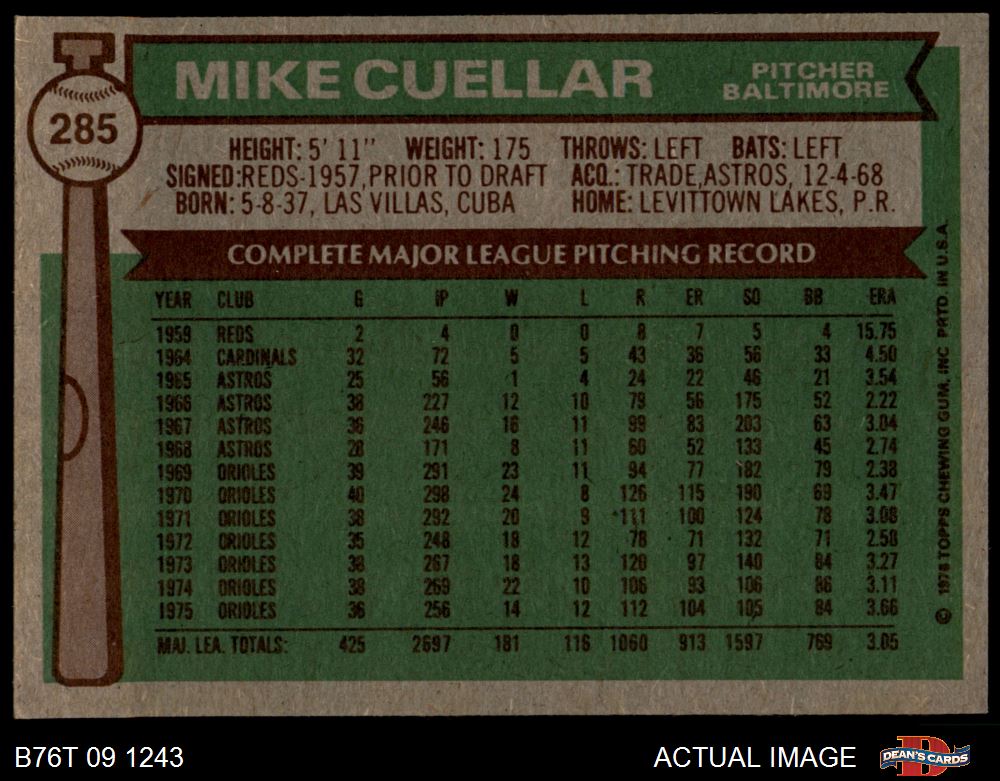 MIKE CUELLAR
PITCHER
BALTIMORE
285
HEIGHT: 5' 11" WEIGHT: 175 THROWS: LEFT BATS: LEFT
SIGNED: REDS-1957, PRIOR TO DRAFT ACQ.: TRADE, ASTROS, 12-4-68
BORN: 5-8-37, LAS VILLAS, CUBA HOME: LEVITTOWN LAKES, P.R.
COMPLETE MAJOR LEAGUE PITCHING RECORD
YEAR CLUB G IP W L R ER SO BB ERA
1959 REDS 2 4 0 0 8 7 5 4 15.75
1964 CARDINALS 32 72 5 5 43 36 56 33 4.50
1965 ASTROS 25 56 1 4 24 22 46 21 3.54
1966 ASTROS 38 227 12 10 79 56 175 52 2.22
1967 ASTROS 36 246 16 11 99 83 203 63 3.04
1968 ASTROS 28 171 8 11 60 52 133 45 2.74
1969 ORIOLES 39 291 23 11 94 77 182 79 2.38
1970 ORIOLES 40 298 24 8 126 115 190 69 3.47
1971 ORIOLES 38 292 20 9 111 100 124 78 3.08
1972 ORIOLES 35 248 18 12 78 71 132 71 2.58
1973 ORIOLES 38 267 18 13 120 97 140 84 3.27
1974 ORIOLES 38 269 22 10 106 93 106 86 3.11
1975 ORIOLES 36 256 14 12 112 104 105 84 3.66
MAJ. LEA. TOTALS: 425 2697 181 116 1060 913 1597 769 3.05
© 1976 TOPPS CHEWING GUM, INC PRTD. IN U.S.A.
B76T 09 1243
ACTUAL IMAGE
DEAN'S CARDS